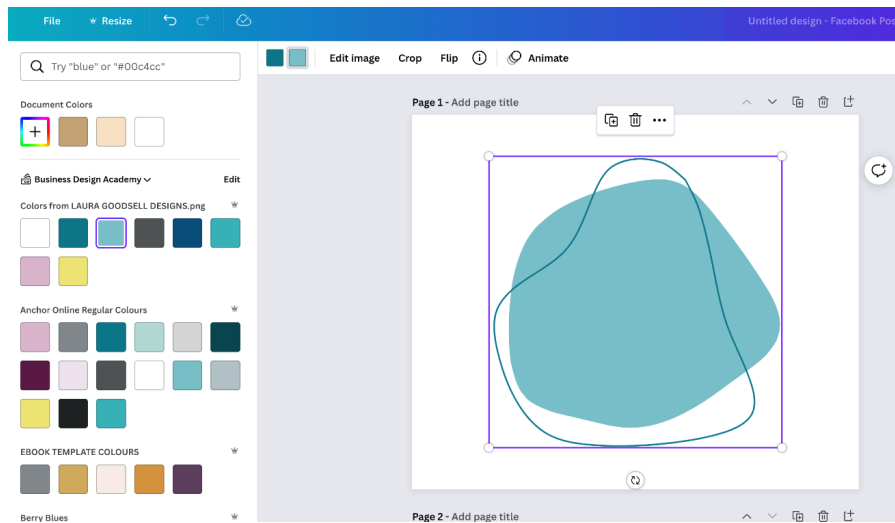 File Resize Untitled design - Facebook Pos
Try "blue" or "#00c4cc"
Edit image Crop Flip Animate
Document Colors
Page 1 - Add page title
Business Design Academy Edit
Colors from LAURA GOODSELL DESIGNS.png
Anchor Online Regular Colours
EBOOK TEMPLATE COLOURS
Berry Blues
Page 2 - Add page title